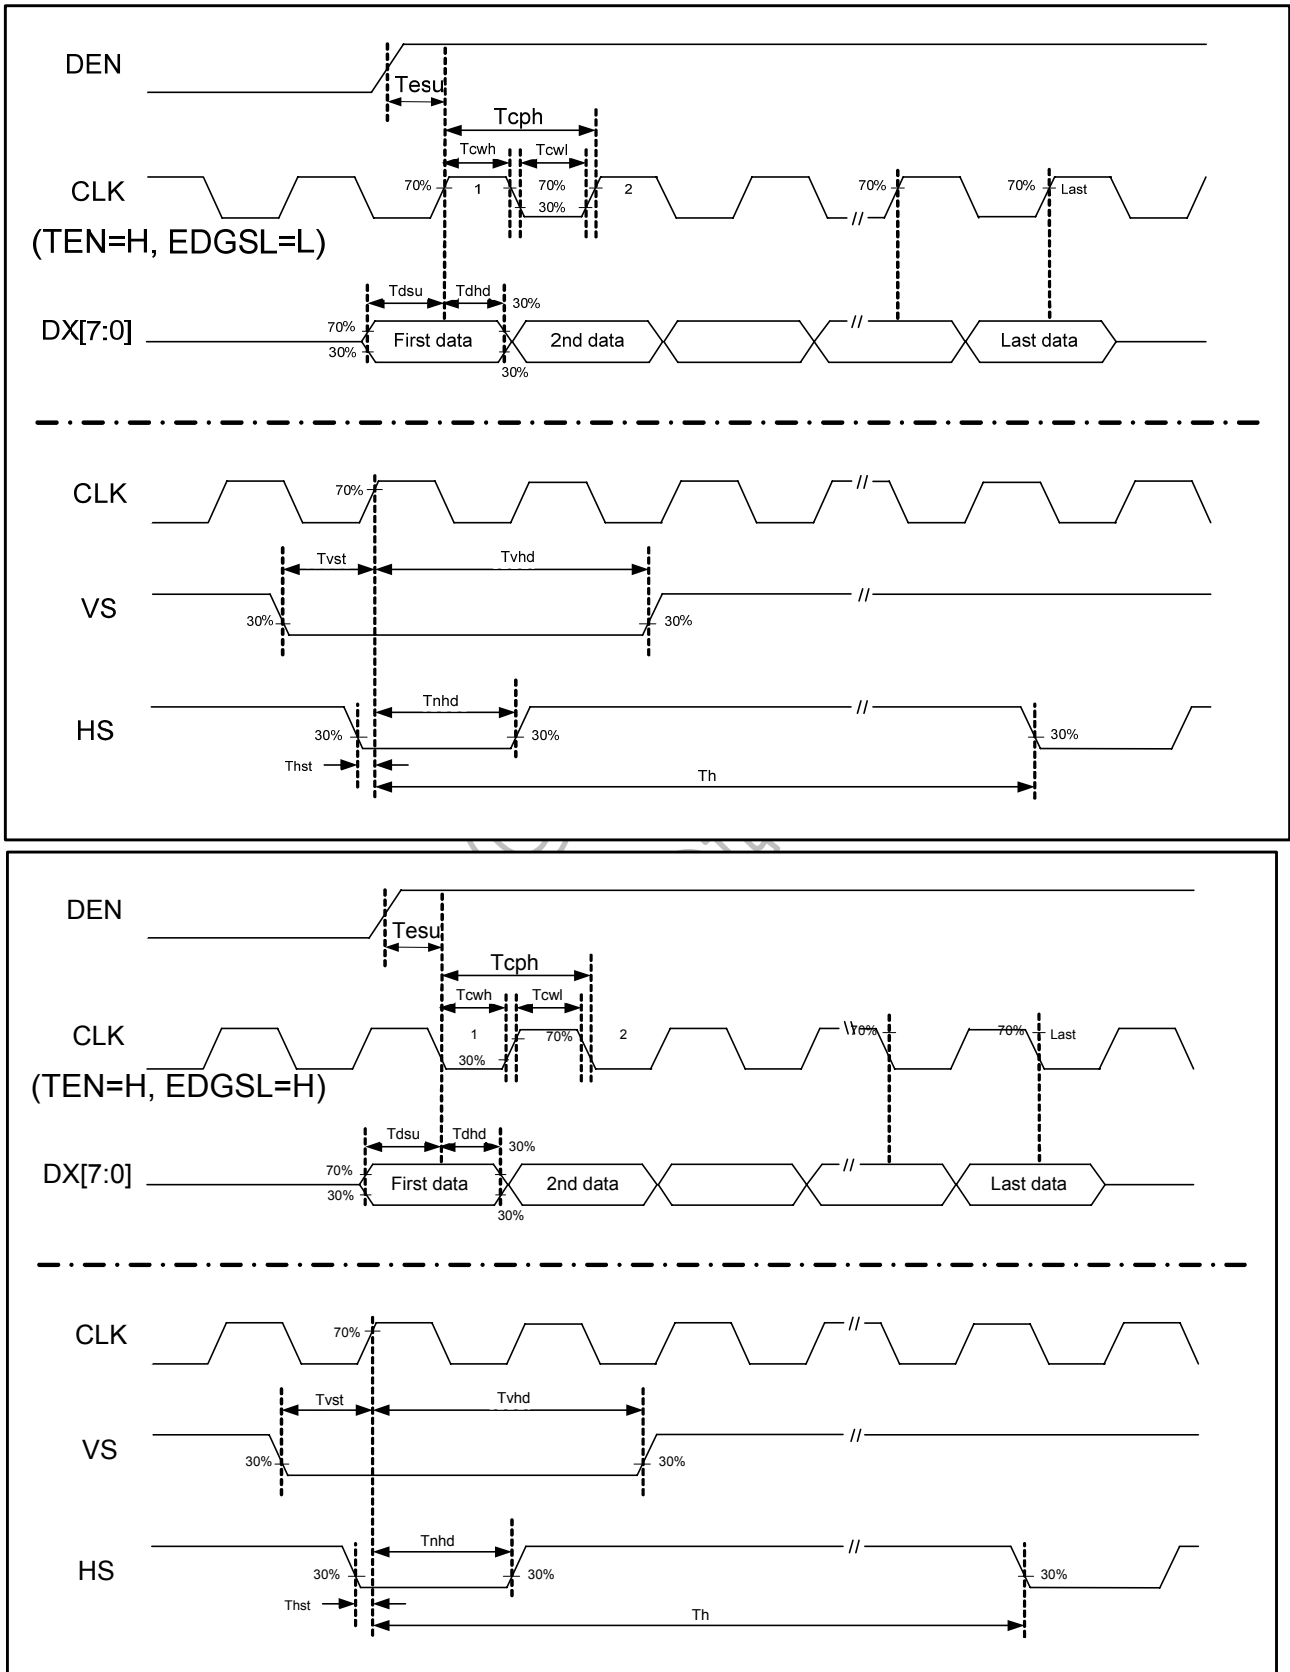 DEN
Tesu
Tcph
Tcwh
Tcwl
CLK
70%
1
70%
2
70%
70%
Last
30%
(TEN=H, EDGSL=L)
Tdsu
Tdhd
30%
DX[7:0]
70%
First data
2nd data
//
//
Last data
30%
30%
CLK
70%
//
Tvst
Tvhd
VS
30%
30%
//
HS
Tnhd
30%
30%
//
30%
Thst
Th
DEN
Tesu
Tcph
Tcwh
Tcwl
CLK
1
70%
2
\\
70%
70%
Last
30%
(TEN=H, EDGSL=H)
Tdsu
Tdhd
30%
DX[7:0]
70%
First data
2nd data
//
Last data
30%
30%
CLK
70%
//
Tvst
Tvhd
VS
30%
30%
//
HS
Tnhd
30%
30%
//
30%
Thst
Th